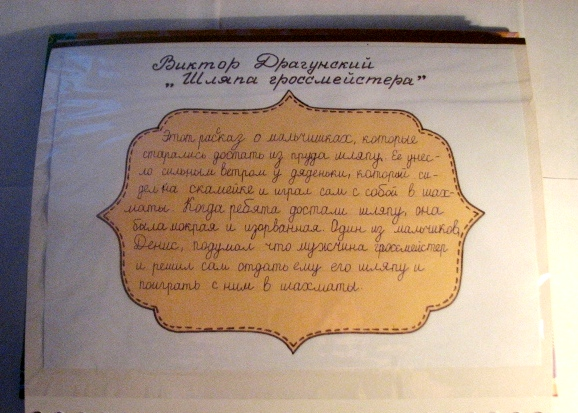 Виктор Драгунский
„Шляпа гроссмейстера”
Этот расказ о мальчишках, которые
старались достать из пруда шляпу. Ее унес-
ло сильным ветром у дяденьки, который си-
дел на скамейке и играл сам с собой в шах-
маты. Когда ребята достали шляпу, она
была мокрая и изорванная. Один из мальчиков,
Денис, подумал что мужчина гроссмейстер
и решил сам отдать ему его шляпу и
поиграть с ним в шахматы.